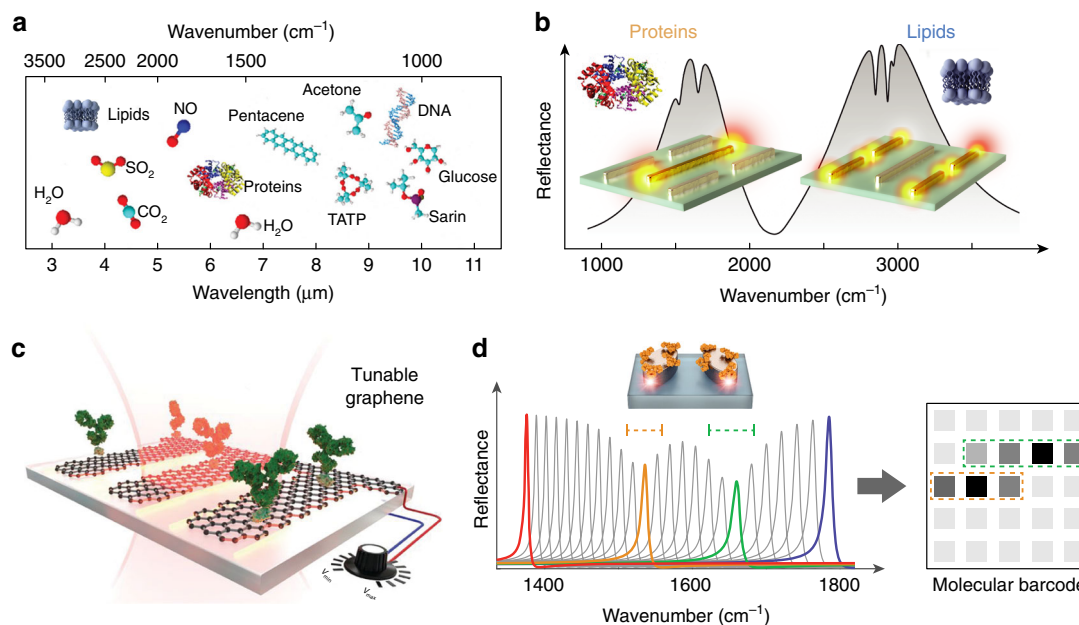 a
Wavenumber (cm⁻¹)
3500 2500 2000 1500 1000
Lipids
NO
Acetone
DNA
Pentacene
SO₂
Proteins
Glucose
H₂O
CO₂
H₂O
TATP
Sarin
3 4 5 6 7 8 9 10 11
Wavelength (μm)
b
Proteins
Lipids
Reflectance
1000 2000 3000
Wavenumber (cm⁻¹)
c
Tunable
graphene
Vmin
Vmax
d
Reflectance
1400 1600 1800
Wavenumber (cm⁻¹)
Molecular barcode